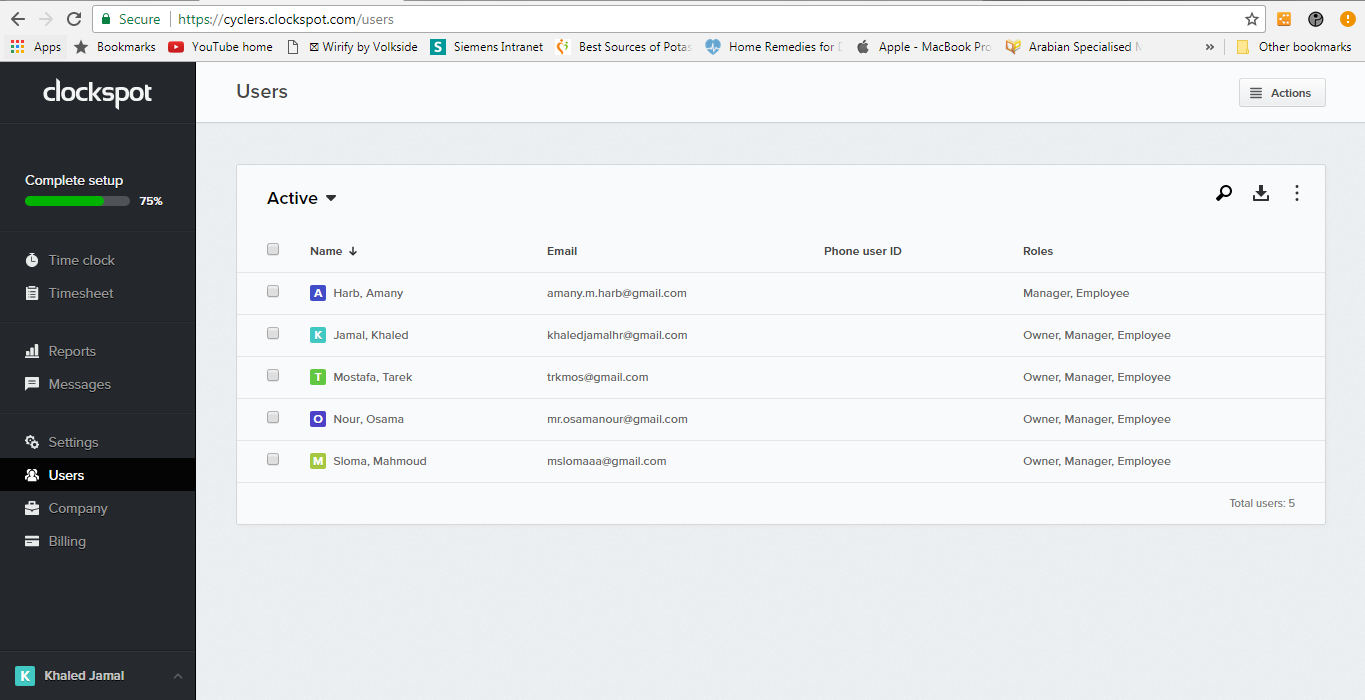 Secure https://cyclers.clockspot.com/users
Apps Bookmarks YouTube home Wirify by Volkside S Siemens Intranet Best Sources of Potas Home Remedies for Apple - MacBook Pro Arabian Specialised » Other bookmarks
clockspot
Users
Actions
Complete setup
75%
Time clock
Timesheet
Reports
Messages
Settings
Users
Company
Billing
K Khaled Jamal
Active
Name Email Phone user ID Roles
A Harb, Amany amany.m.harb@gmail.com Manager, Employee
K Jamal, Khaled khaledjamalhr@gmail.com Owner, Manager, Employee
T Mostafa, Tarek trkmos@gmail.com Owner, Manager, Employee
O Nour, Osama mr.osamanour@gmail.com Owner, Manager, Employee
M Sloma, Mahmoud mslomaaa@gmail.com Owner, Manager, Employee
Total users: 5